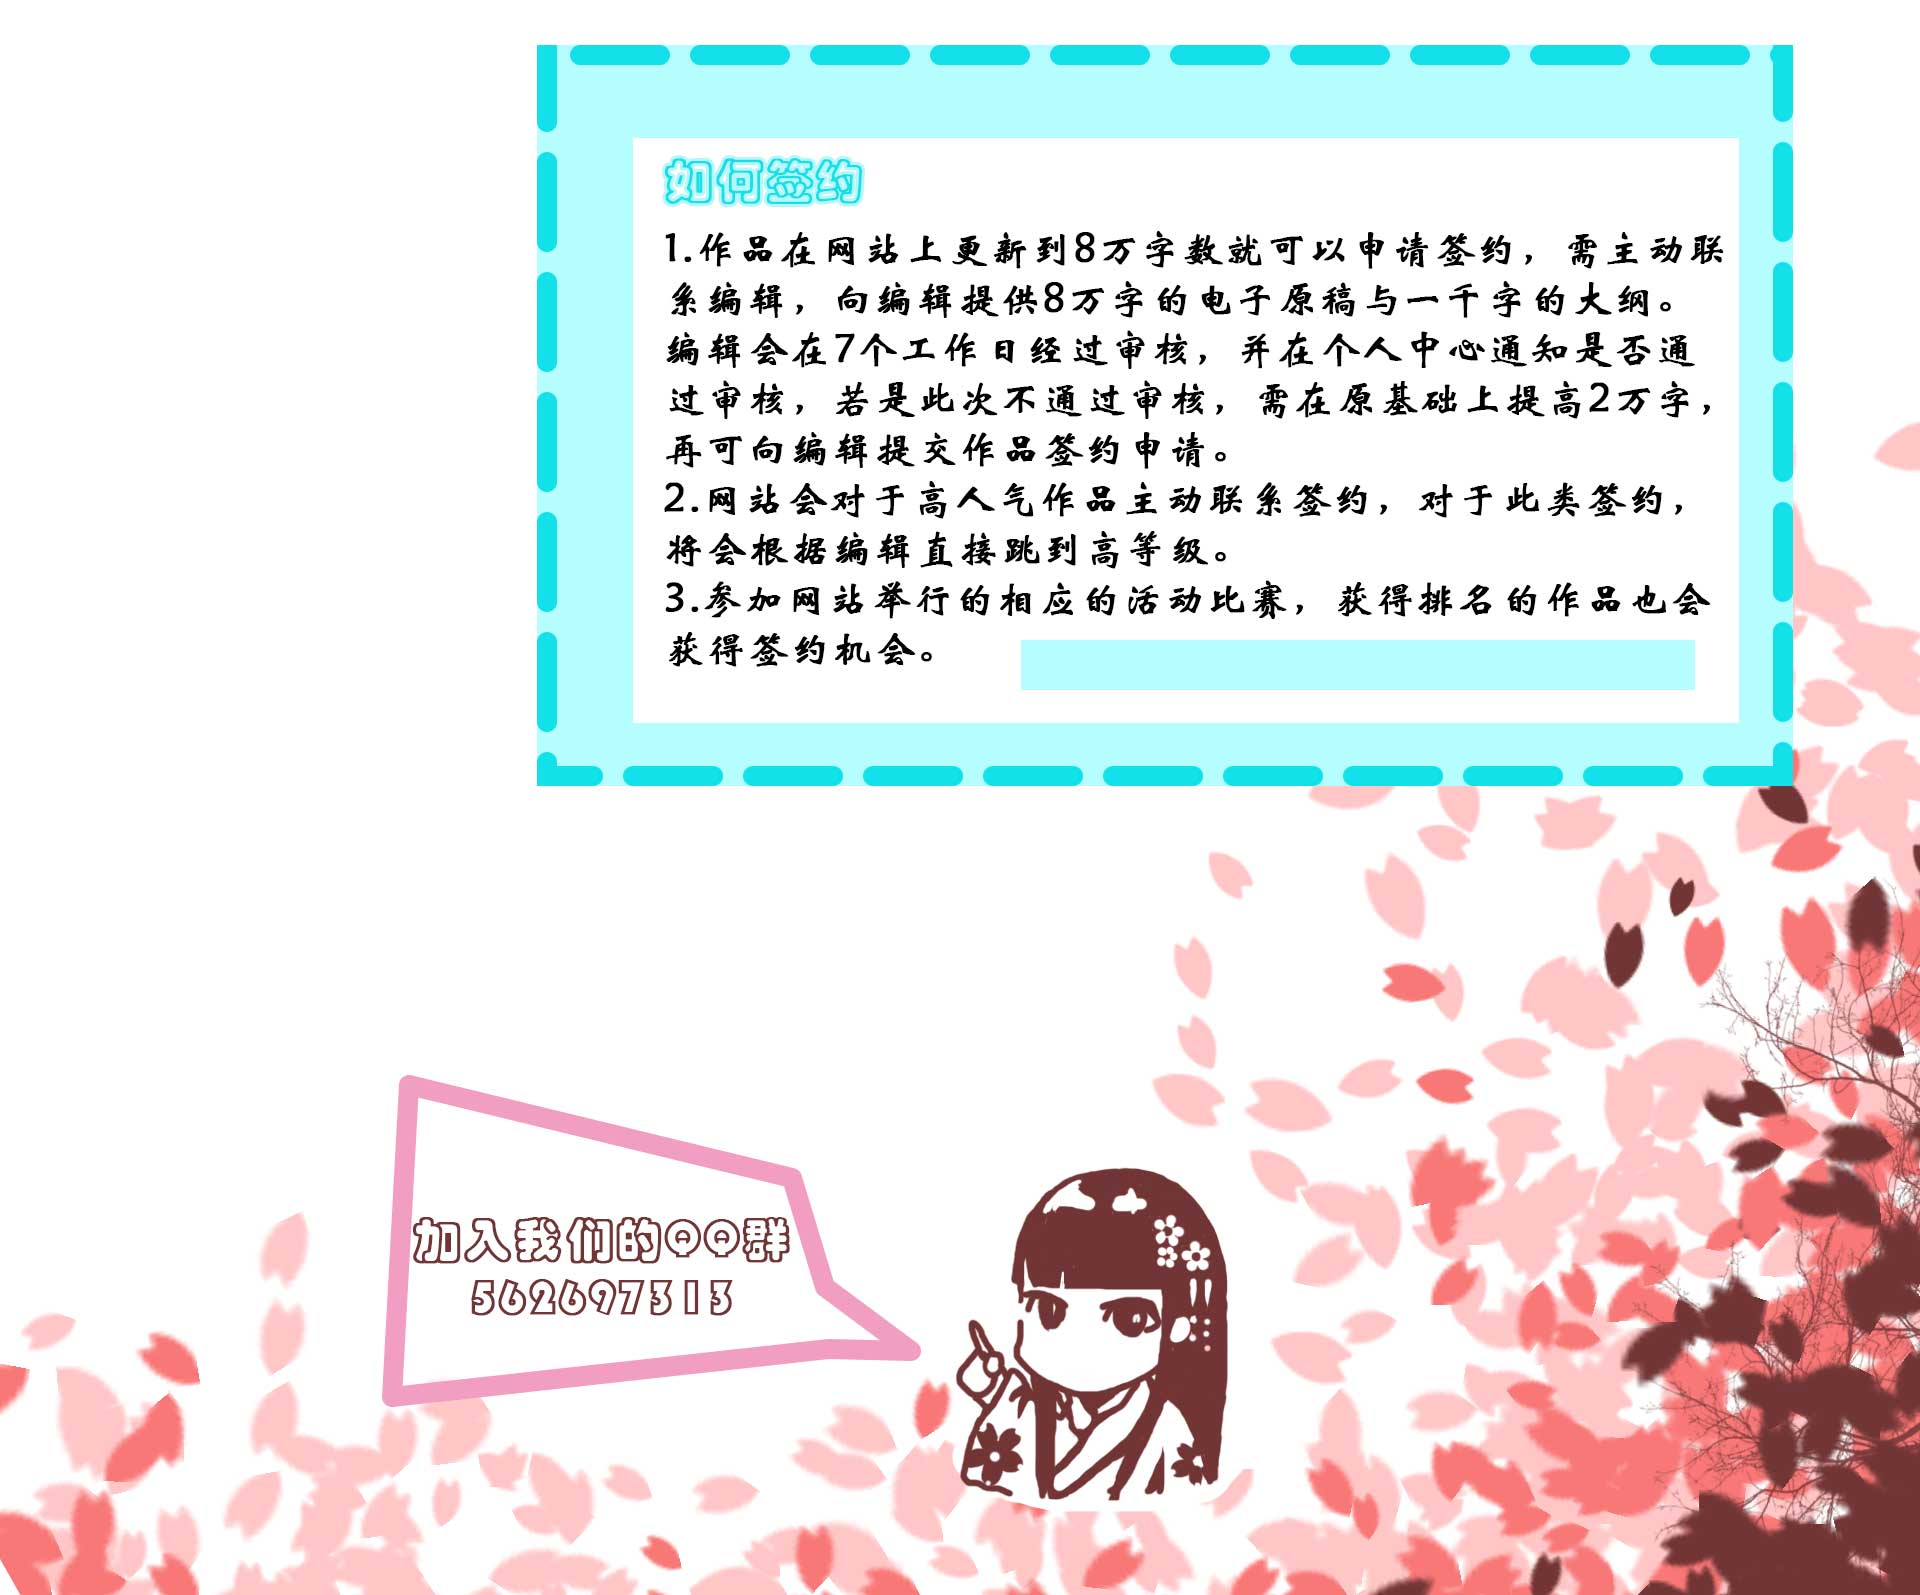 如何签约
1.作品在网站上更新到8万字数就可以申请签约，需主动联
系编辑，向编辑提供8万字的电子原稿与一千字的大纲。
编辑会在7个工作日经过审核，并在个人中心通知是否通
过审核，若是此次不通过审核，需在原基础上提高2万字，
再可向编辑提交作品签约申请。
2.网站会对于高人气作品主动联系签约，对于此类签约，
将会根据编辑直接跳到高等级。
3.参加网站举行的相应的活动比赛，获得排名的作品也会
获得签约机会。
加入我们的QQ群
562697313